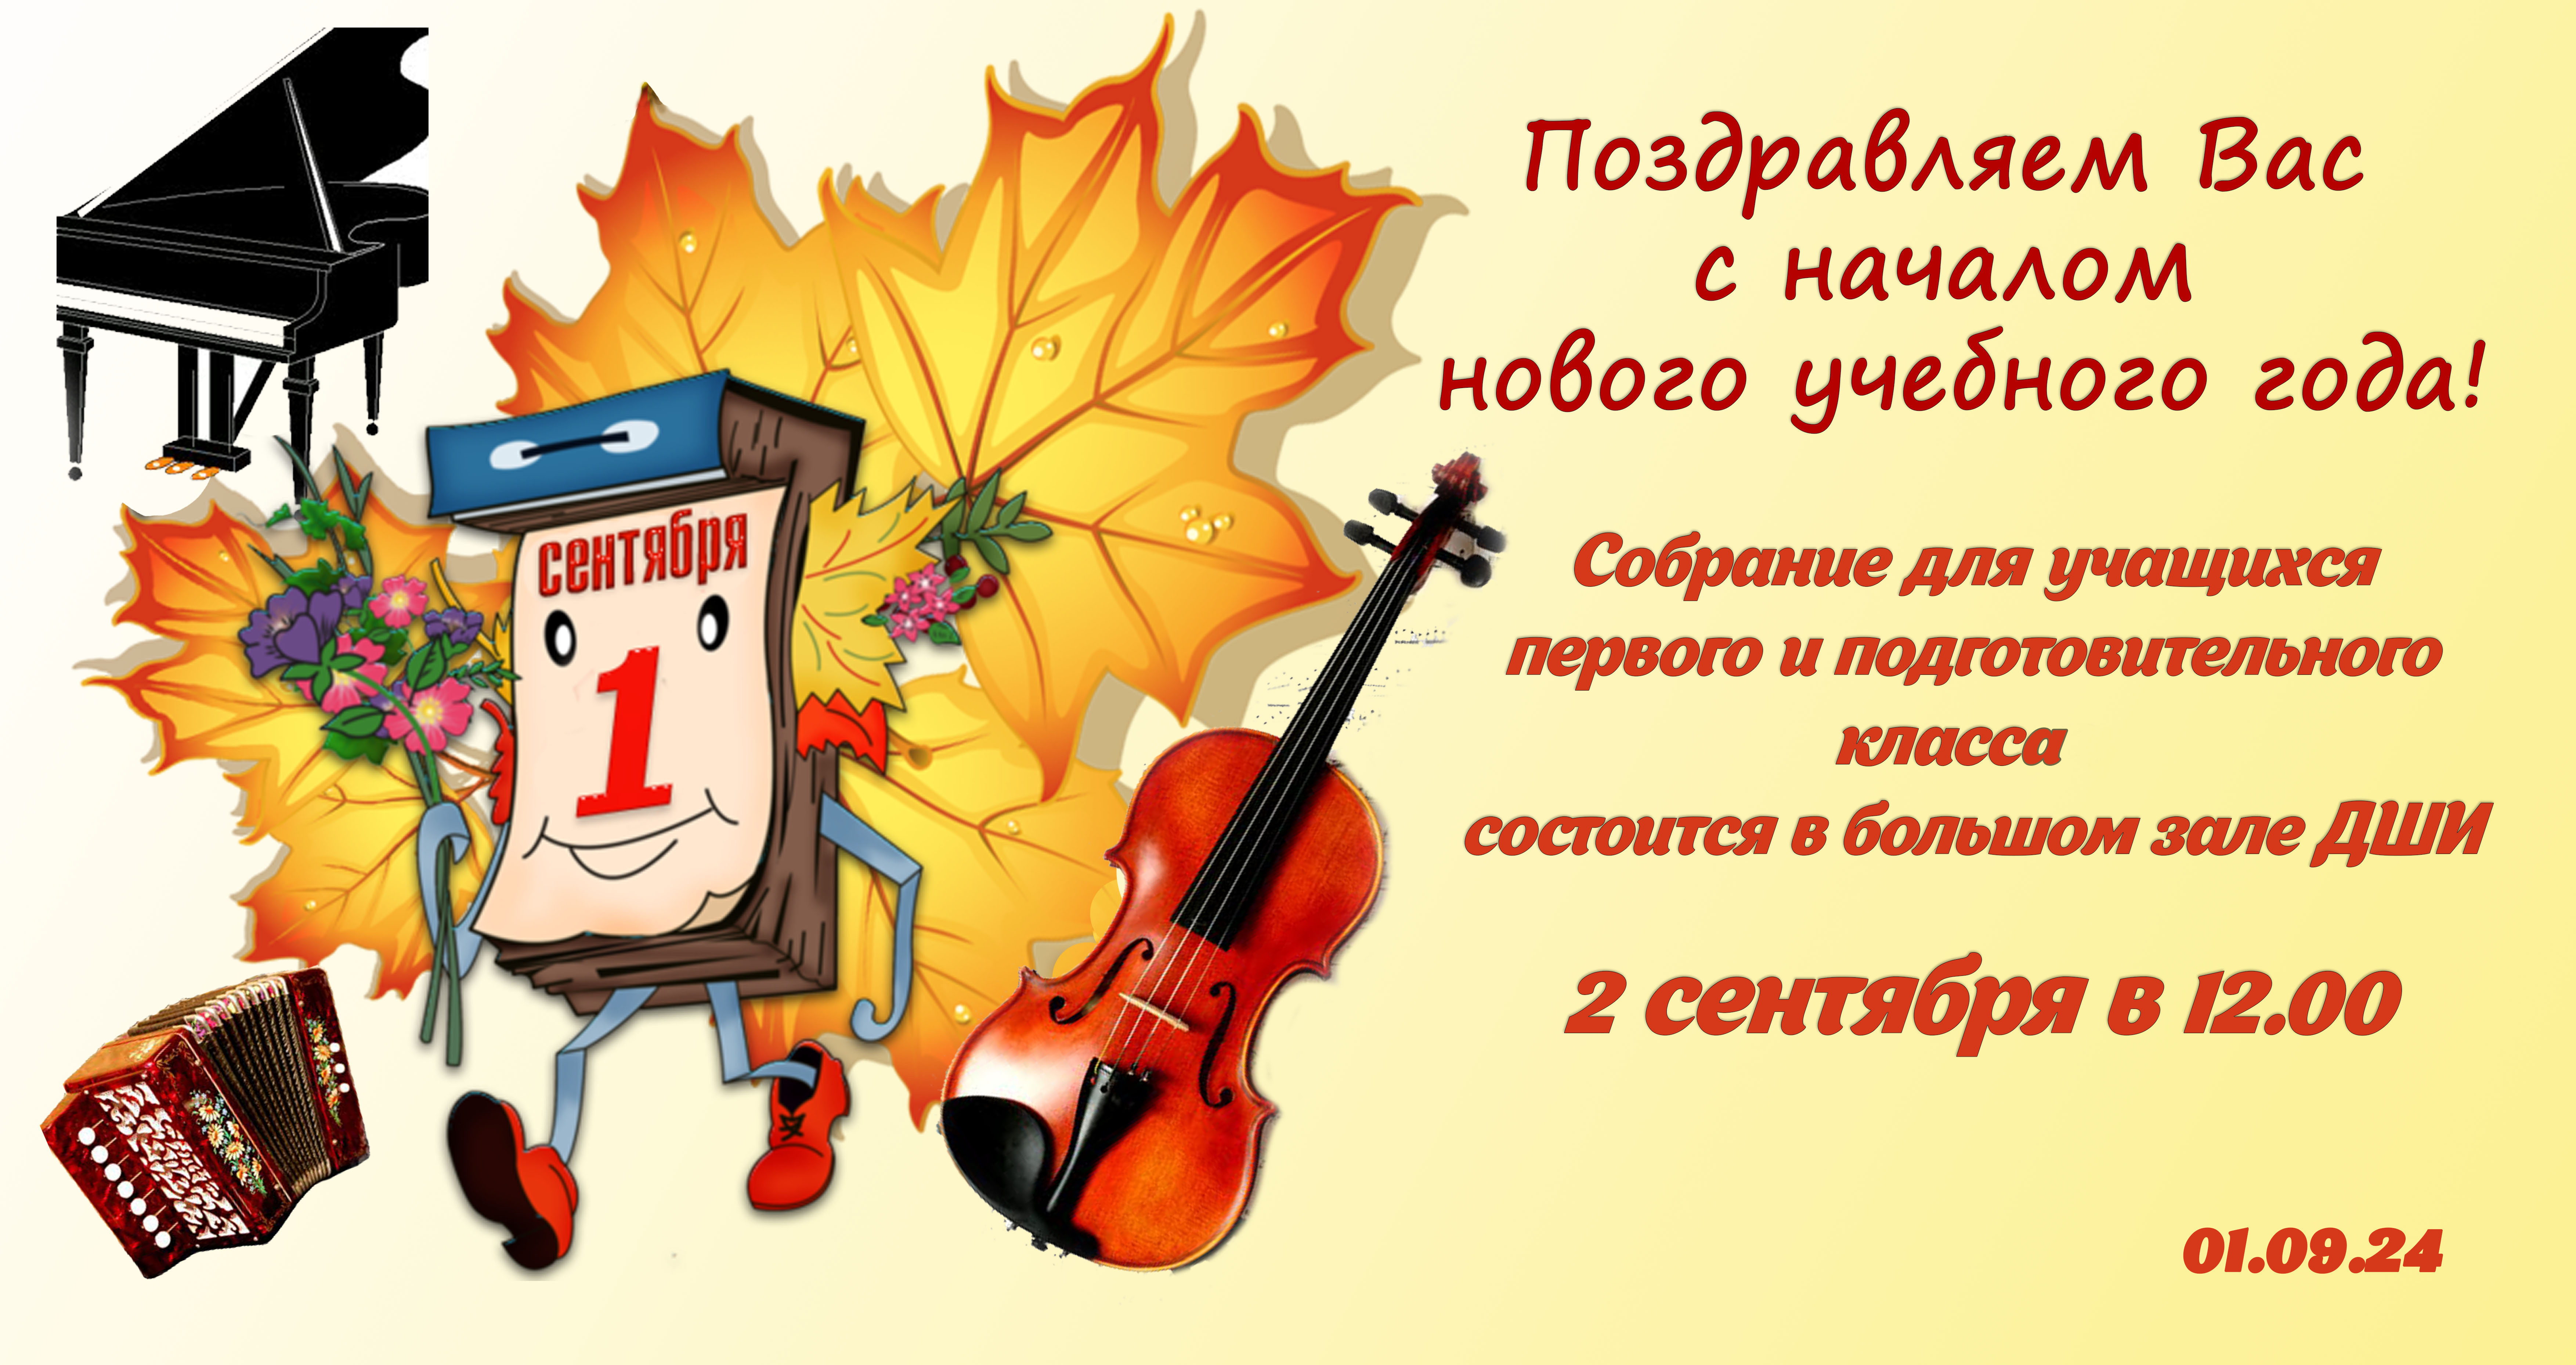 сентября
1
Поздравляем Вас
с началом
нового учебного года!
Собрание для учащихся
первого и подготовительного
класса
состоится в большом зале ДШИ
2 сентября в 12.00
01.09.24